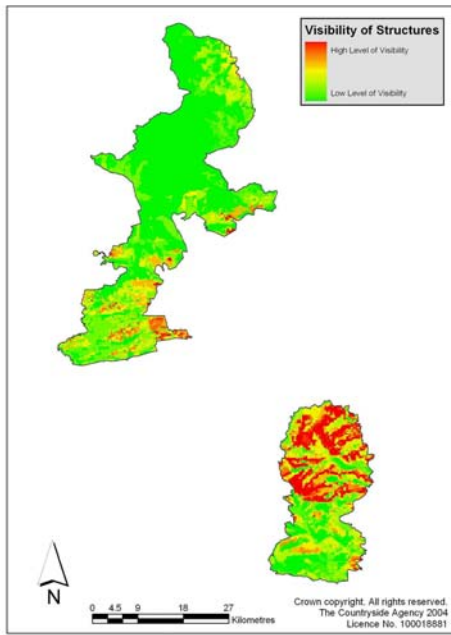 Visibility of Structures
High Level of Visibility
Low Level of Visibility
N
0 4.5 9 18 27
Kilometres
Crown copyright. All rights reserved.
The Countryside Agency 2004
Licence No. 100018881